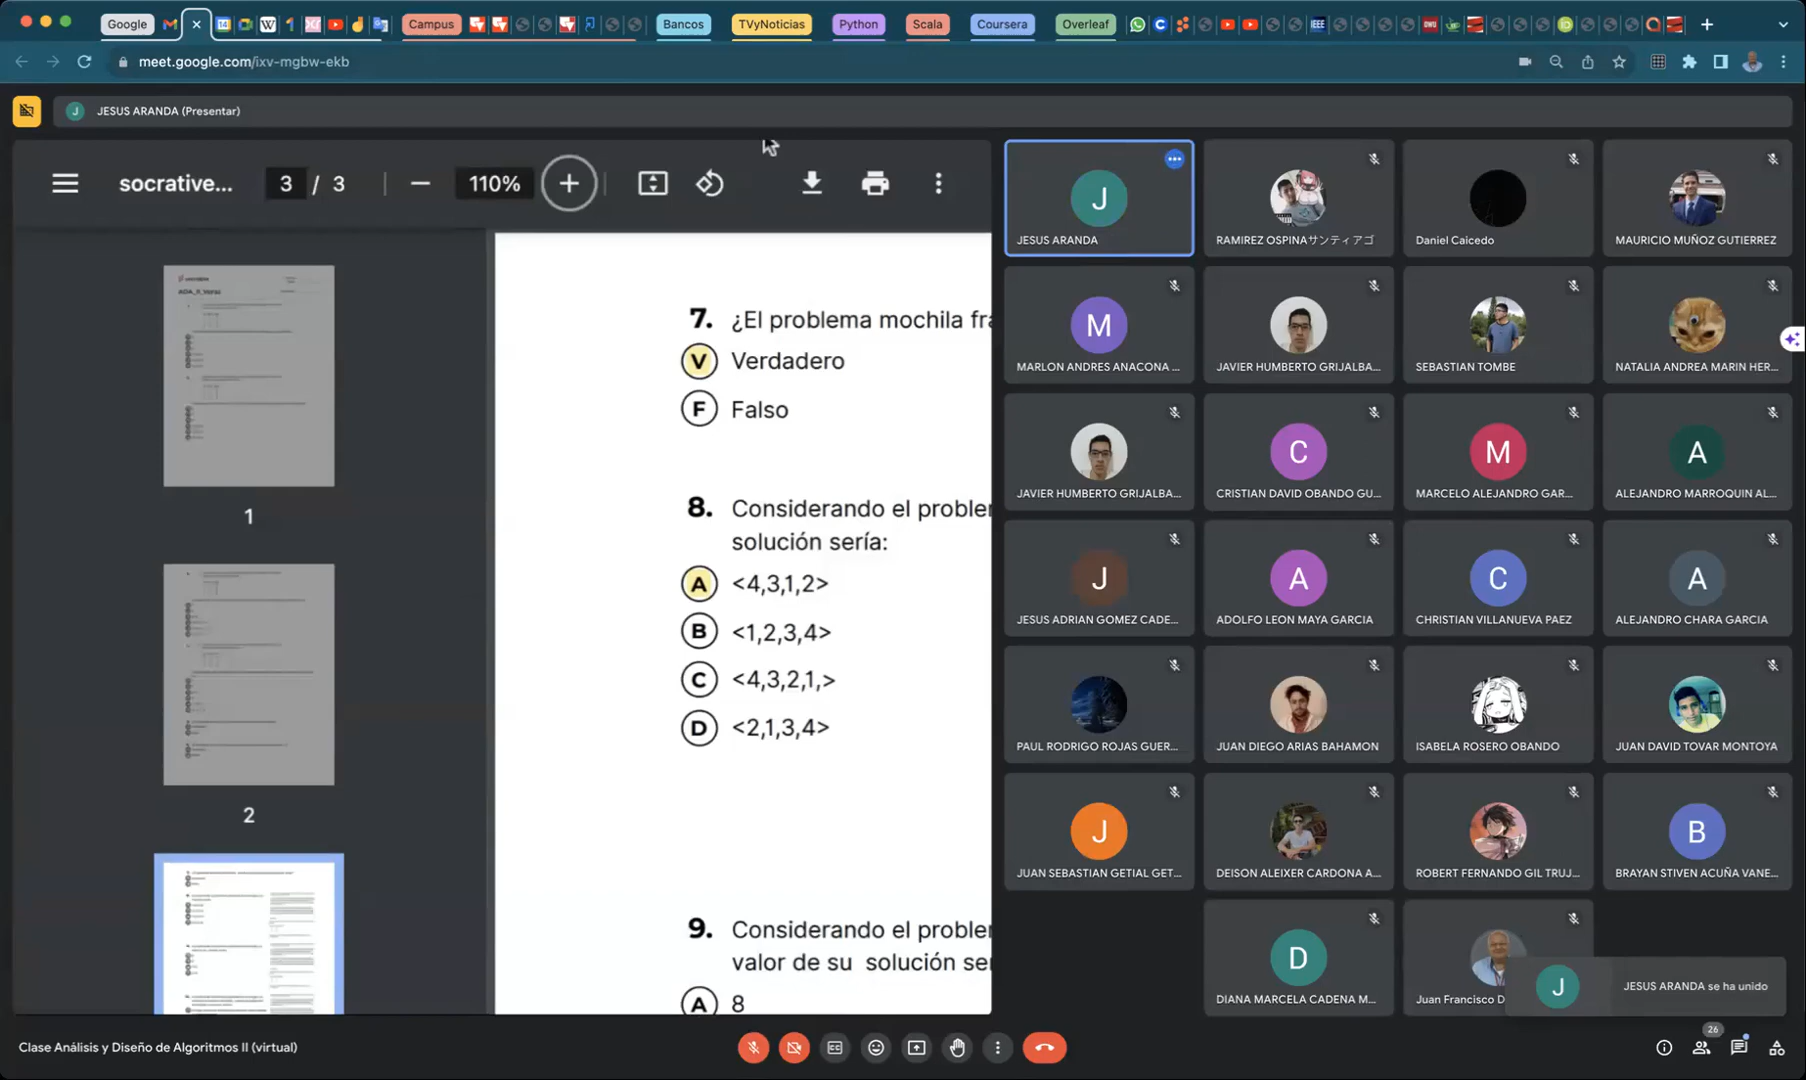 Google
Campus
Bancos
TVyNoticias
Python
Scala
Coursera
Overleaf
meet.google.com/ixv-mgbw-ekb
J
JESUS ARANDA (Presentar)
socrative...
3 / 3
110%
1
2
7. ¿El problema mochila fra
V Verdadero
F Falso
8. Considerando el probler
solución sería:
A <4,3,1,2>
B <1,2,3,4>
C <4,3,2,1,>
D <2,1,3,4>
9. Considerando el probler
valor de su solución se
A 8
J
JESUS ARANDA
RAMIREZ OSPINAサンティアゴ
Daniel Caicedo
MAURICIO MUÑOZ GUTIERREZ
M
MARLON ANDRES ANACONA ...
JAVIER HUMBERTO GRIJALBA...
SEBASTIAN TOMBE
NATALIA ANDREA MARIN HER...
JAVIER HUMBERTO GRIJALBA...
C
CRISTIAN DAVID OBANDO GU...
M
MARCELO ALEJANDRO GAR...
A
ALEJANDRO MARROQUIN AL...
J
JESUS ADRIAN GOMEZ CADE...
A
ADOLFO LEON MAYA GARCIA
C
CHRISTIAN VILLANUEVA PAEZ
A
ALEJANDRO CHARA GARCIA
PAUL RODRIGO ROJAS GUER...
JUAN DIEGO ARIAS BAHAMON
ISABELA ROSERO OBANDO
JUAN DAVID TOVAR MONTOYA
J
JUAN SEBASTIAN GETIAL GET...
DEISON ALEIXER CARDONA A...
ROBERT FERNANDO GIL TRUJ...
B
BRAYAN STIVEN ACUÑA VANE...
D
DIANA MARCELA CADENA M...
Juan Francisco D
J
JESUS ARANDA se ha unido
Clase Análisis y Diseño de Algoritmos II (virtual)
26